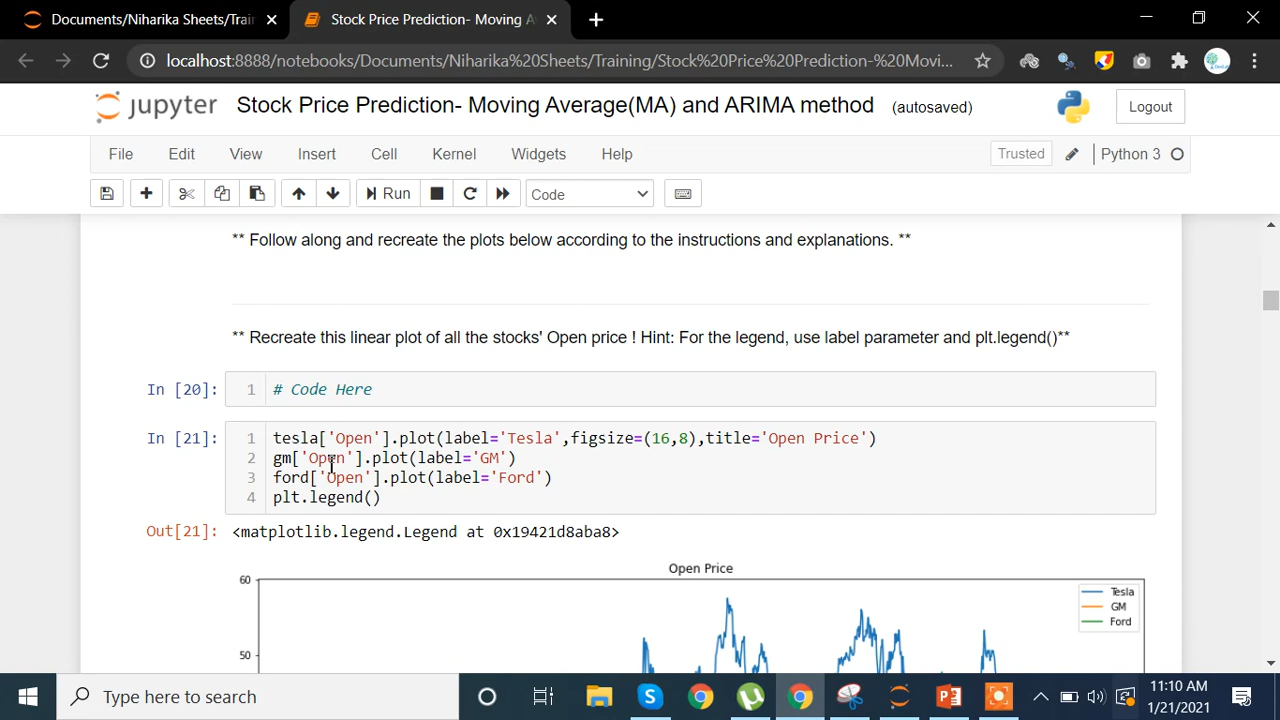 Documents/Niharika Sheets/Trai
Stock Price Prediction- Moving A
localhost:8888/notebooks/Documents/Niharika%20Sheets/Training/Stock%20Price%20Prediction-%20Movi...
jupyter Stock Price Prediction- Moving Average(MA) and ARIMA method (autosaved) Logout
File Edit View Insert Cell Kernel Widgets Help Trusted Python 3
Run Code
** Follow along and recreate the plots below according to the instructions and explanations. **
** Recreate this linear plot of all the stocks' Open price ! Hint: For the legend, use label parameter and plt.legend()**
In [20]: 1 # Code Here
In [21]: 1 tesla['Open'].plot(label='Tesla',figsize=(16,8),title='Open Price')
2 gm['Open'].plot(label='GM')
3 ford['Open'].plot(label='Ford')
4 plt.legend()
Out[21]: <matplotlib.legend.Legend at 0x19421d8aba8>
Open Price
60
Tesla
GM
Ford
50
Type here to search
11:10 AM
1/21/2021